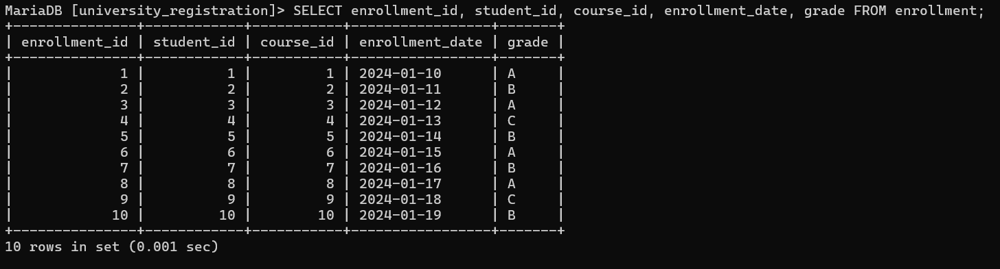 MariaDB [university_registration]> SELECT enrollment_id, student_id, course_id, enrollment_date, grade FROM enrollment;
+---------------+------------+-----------+-----------------+-------+
| enrollment_id | student_id | course_id | enrollment_date | grade |
+---------------+------------+-----------+-----------------+-------+
|             1 |          1 |         1 | 2024-01-10      | A     |
|             2 |          2 |         2 | 2024-01-11      | B     |
|             3 |          3 |         3 | 2024-01-12      | A     |
|             4 |          4 |         4 | 2024-01-13      | C     |
|             5 |          5 |         5 | 2024-01-14      | B     |
|             6 |          6 |         6 | 2024-01-15      | A     |
|             7 |          7 |         7 | 2024-01-16      | B     |
|             8 |          8 |         8 | 2024-01-17      | A     |
|             9 |          9 |         9 | 2024-01-18      | C     |
|            10 |         10 |        10 | 2024-01-19      | B     |
+---------------+------------+-----------+-----------------+-------+
10 rows in set (0.001 sec)